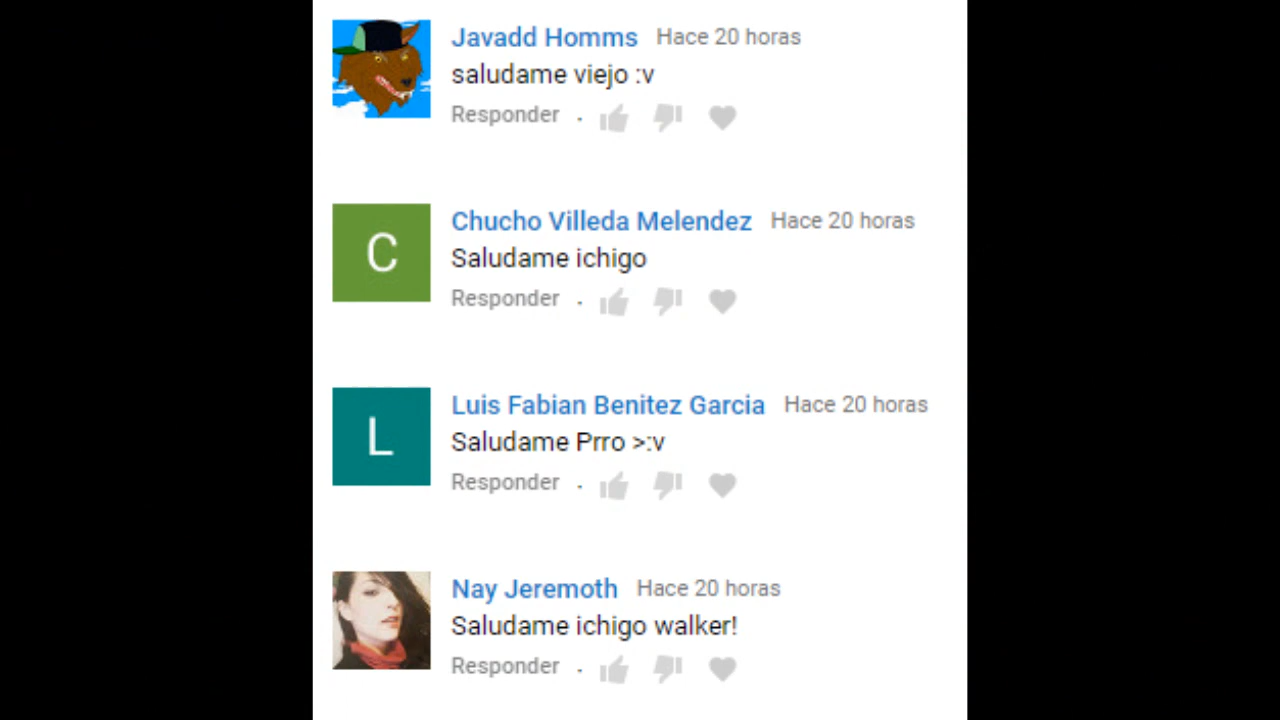 Javadd Homms Hace 20 horas
saludame viejo :v
Responder .
C
Chucho Villeda Melendez Hace 20 horas
Saludame ichigo
Responder .
L
Luis Fabian Benitez Garcia Hace 20 horas
Saludame Prro >:v
Responder .
Nay Jeremoth Hace 20 horas
Saludame ichigo walker!
Responder .